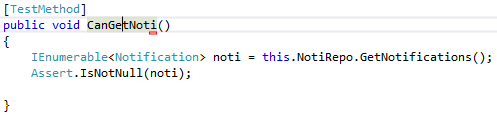 [TestMethod]
public void CanGetNoti()
{
IEnumerable<Notification> noti = this.NotiRepo.GetNotifications();
Assert.IsNotNull(noti);
}